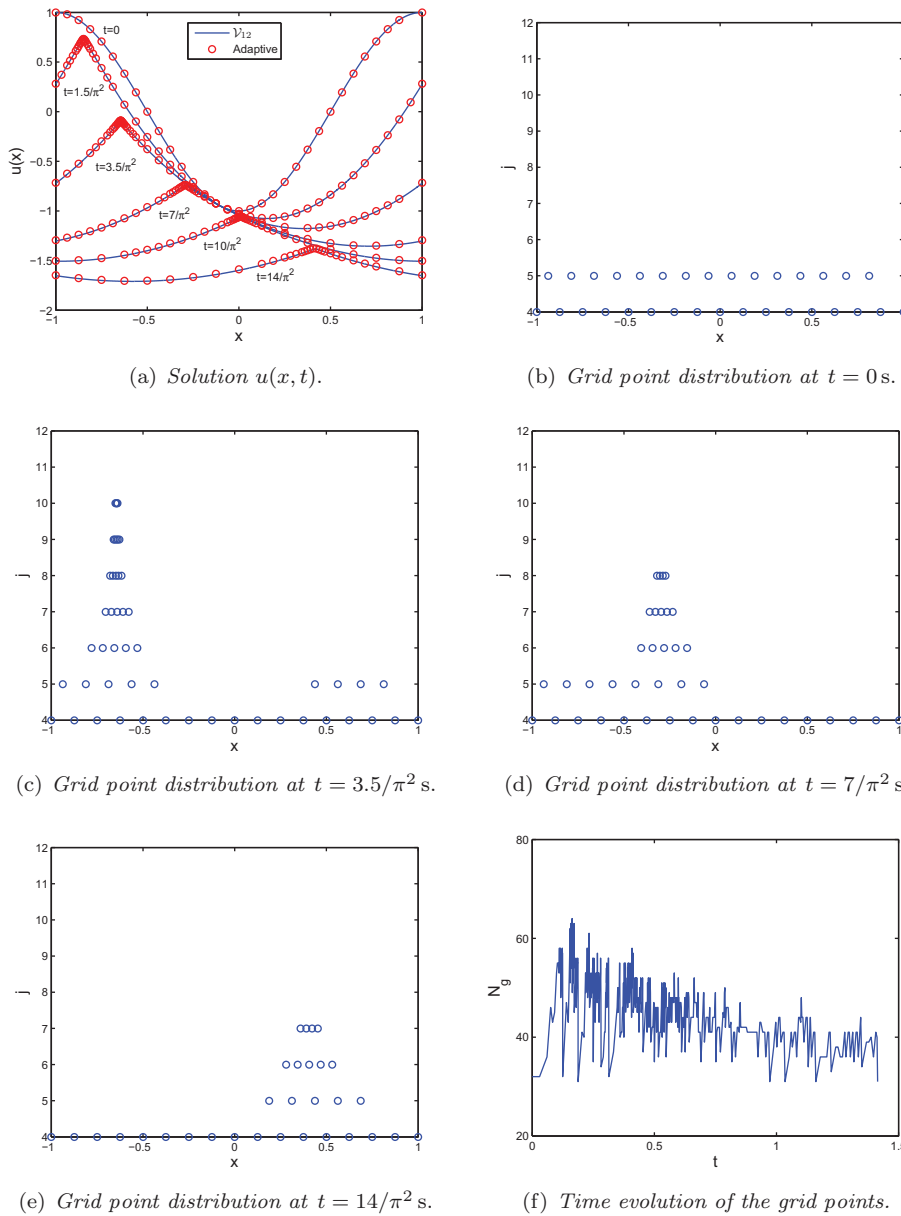 1
0.5
0
−0.5
−1
−1.5
−2
u(x)
t=0
t=1.5/π²
t=3.5/π²
t=7/π²
t=10/π²
t=14/π²
𝒱₁₂
Adaptive
−1 −0.5 0 0.5 1
x
(a) Solution u(x, t).
12
11
10
9
8
7
6
5
4
j
−1 −0.5 0 0.5 1
x
(b) Grid point distribution at t = 0 s.
12
11
10
9
8
7
6
5
4
j
−1 −0.5 0 0.5 1
x
(c) Grid point distribution at t = 3.5/π² s.
12
11
10
9
8
7
6
5
4
j
−1 −0.5 0 0.5 1
x
(d) Grid point distribution at t = 7/π² s
12
11
10
9
8
7
6
5
4
j
−1 −0.5 0 0.5 1
x
(e) Grid point distribution at t = 14/π² s.
80
60
40
20
N_g
0 0.5 1 1.5
t
(f) Time evolution of the grid points.